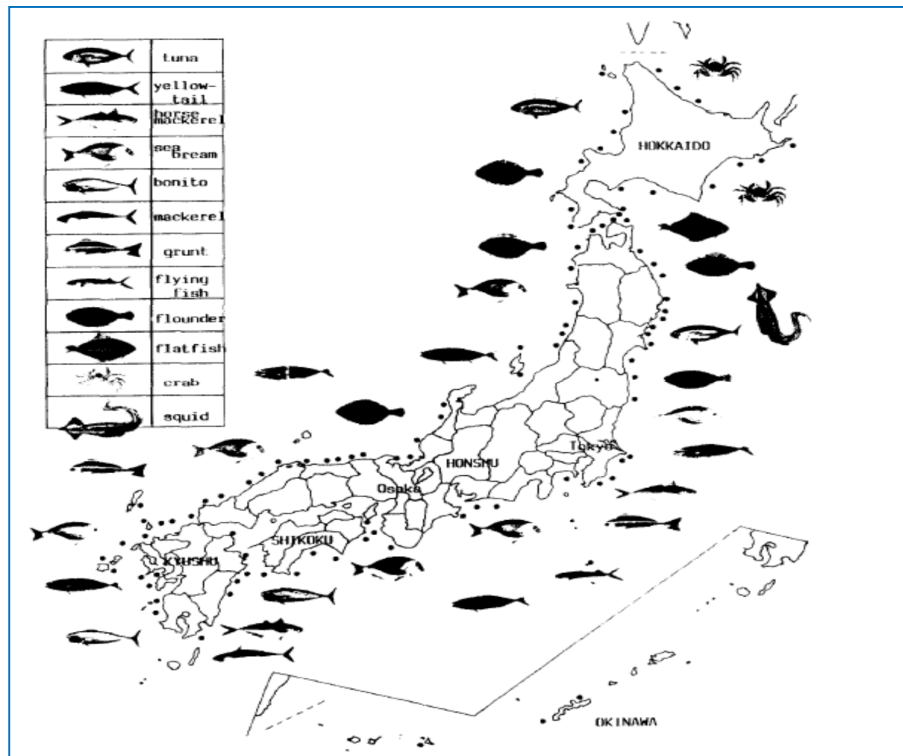 tuna
yellow-
tail
horse
mackerel
sea
bream
bonito
mackerel
grunt
flying
fish
flounder
flatfish
crab
squid
HOKKAIDO
Tokyo
HONSHU
Osaka
SHIKOKU
KYUSHU
OKINAWA